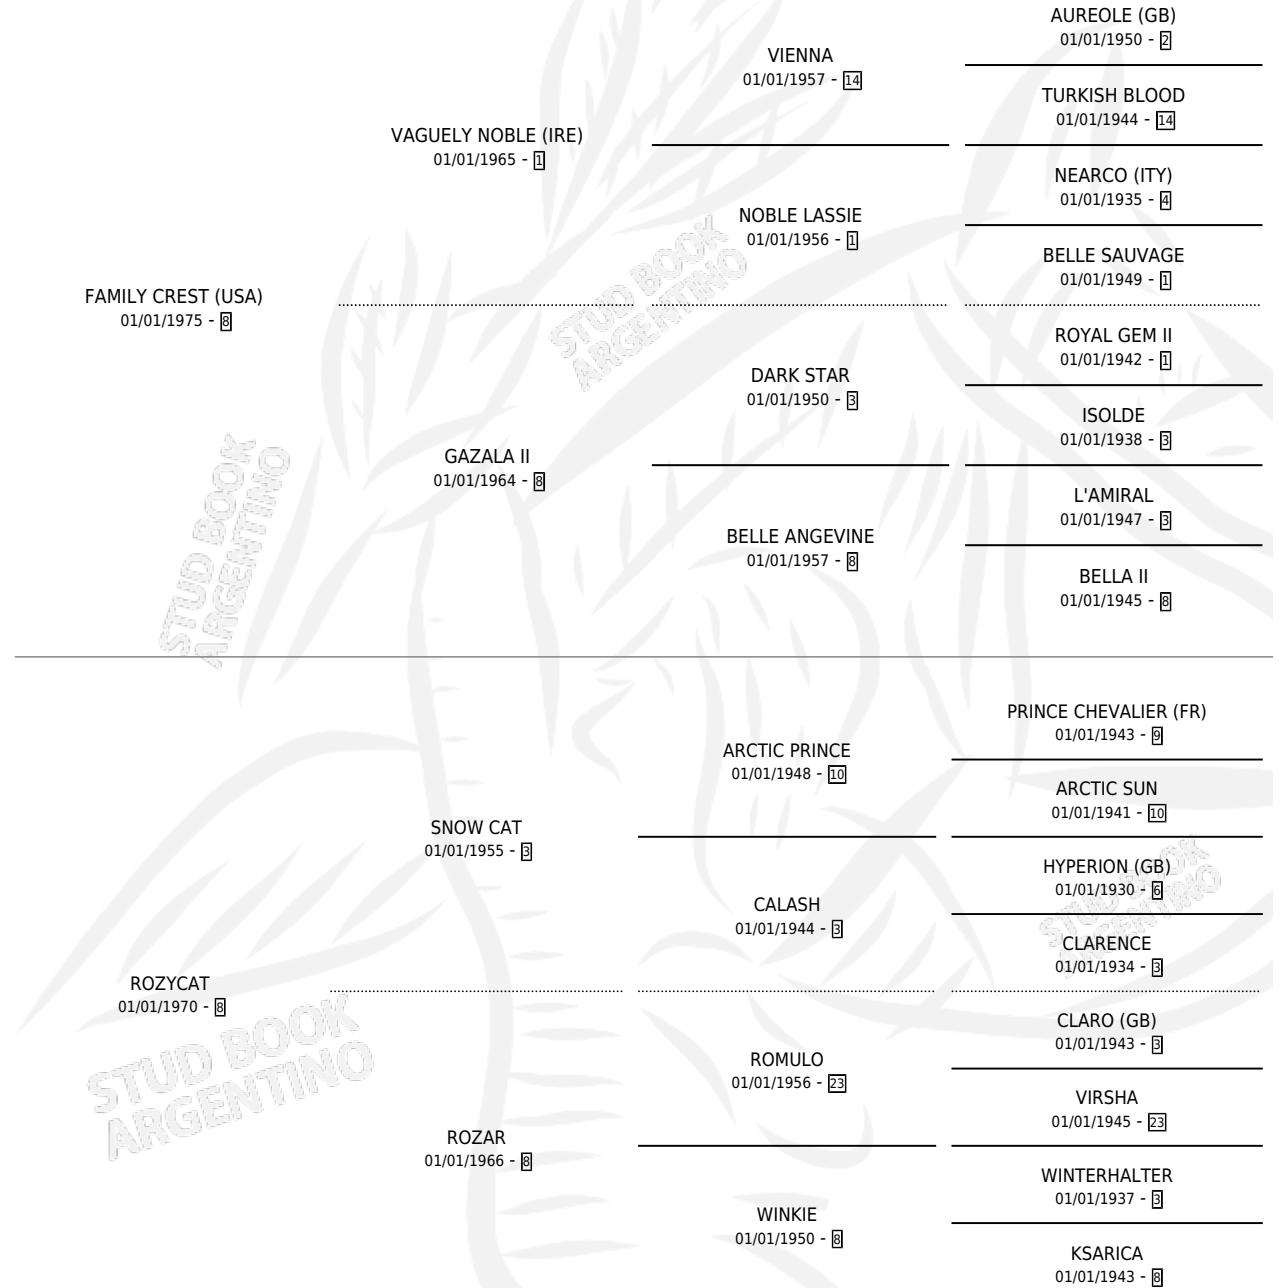 AUREOLE (GB)
01/01/1950 - 2
VIENNA
01/01/1957 - 14
TURKISH BLOOD
01/01/1944 - 14
VAGUELY NOBLE (IRE)
01/01/1965 - 1
NEARCO (ITY)
01/01/1935 - 4
NOBLE LASSIE
01/01/1956 - 1
BELLE SAUVAGE
01/01/1949 - 1
FAMILY CREST (USA)
01/01/1975 - 8
ROYAL GEM II
01/01/1942 - 1
DARK STAR
01/01/1950 - 3
ISOLDE
01/01/1938 - 3
GAZALA II
01/01/1964 - 8
L'AMIRAL
01/01/1947 - 3
BELLE ANGEVINE
01/01/1957 - 8
BELLA II
01/01/1945 - 8
PRINCE CHEVALIER (FR)
01/01/1943 - 9
ARCTIC PRINCE
01/01/1948 - 10
ARCTIC SUN
01/01/1941 - 10
SNOW CAT
01/01/1955 - 3
HYPERION (GB)
01/01/1930 - 6
CALASH
01/01/1944 - 3
CLARENCE
01/01/1934 - 3
ROZYCAT
01/01/1970 - 8
CLARO (GB)
01/01/1943 - 3
ROMULO
01/01/1956 - 23
VIRSHA
01/01/1945 - 23
ROZAR
01/01/1966 - 8
WINTERHALTER
01/01/1937 - 3
WINKIE
01/01/1950 - 8
KSARICA
01/01/1943 - 8
STUD BOOK
ARGENTINO
STUD BOOK
ARGENTINO
STUD BOOK
ARGENTINO
STUD BOOK
ARGENTINO